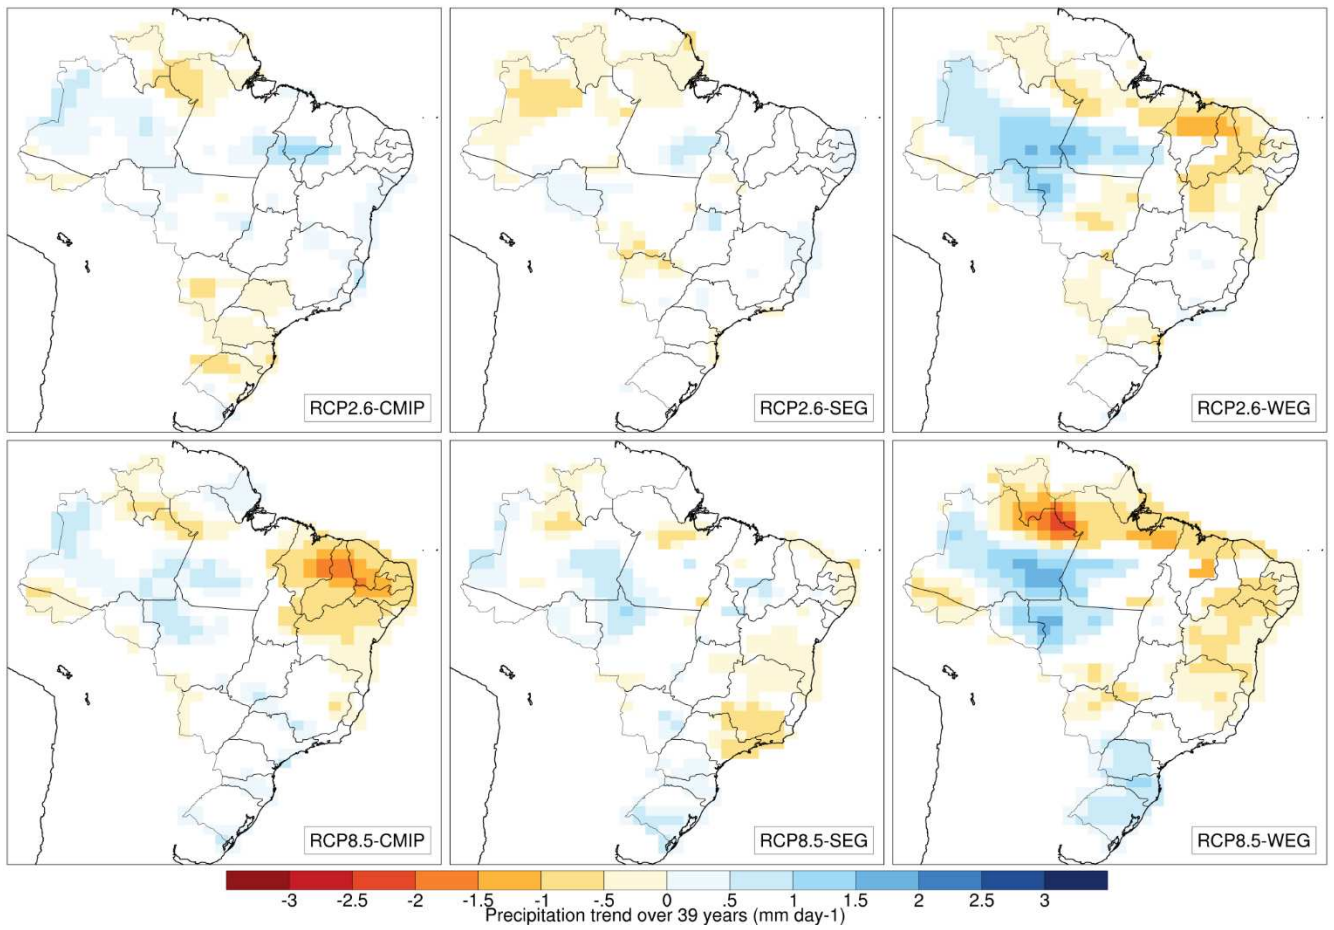 RCP2.6-CMIP
RCP2.6-SEG
RCP2.6-WEG
RCP8.5-CMIP
RCP8.5-SEG
RCP8.5-WEG
-3 -2.5 -2 -1.5 -1 -.5 0 .5 1 1.5 2 2.5 3
Precipitation trend over 39 years (mm day-1)